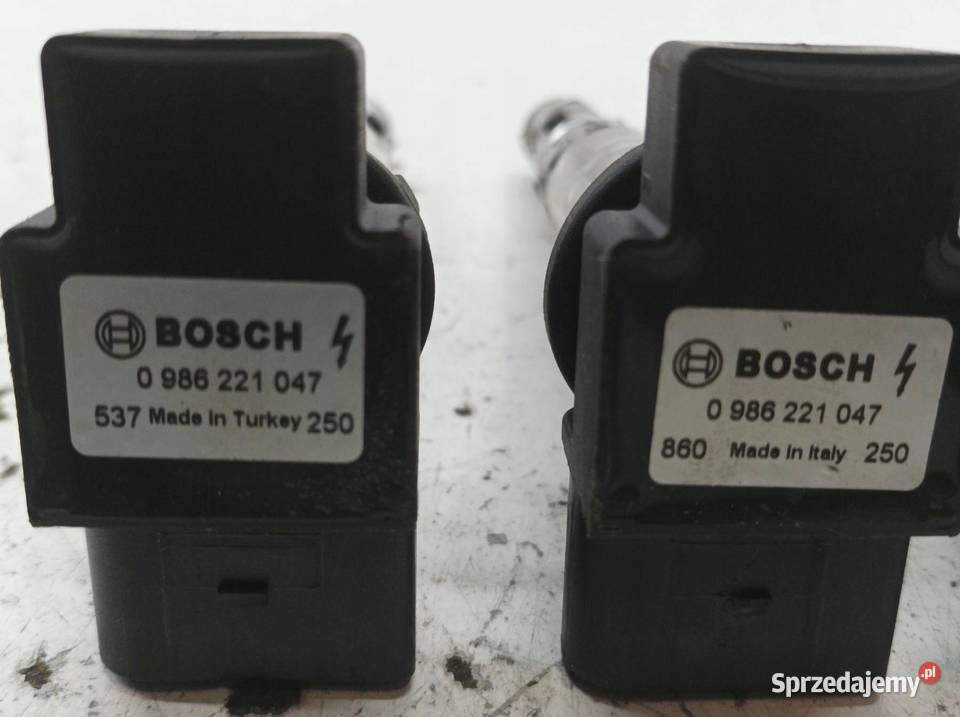 BOSCH
0 986 221 047
537 Made in Turkey 250
BOSCH
0 986 221 047
860 Made in Italy 250
Sprzedajemy.pl